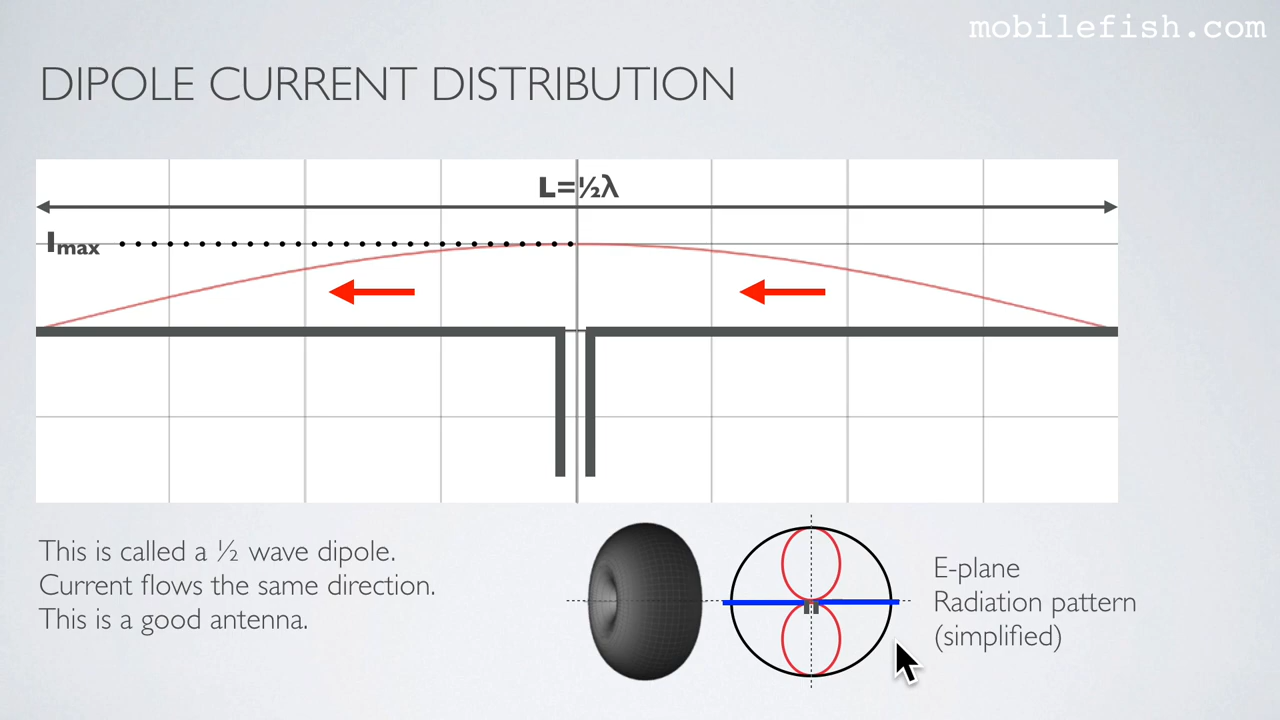 mobilefish.com
DIPOLE CURRENT DISTRIBUTION
L=½λ
Imax
This is called a ½ wave dipole.
Current flows the same direction.
This is a good antenna.
E-plane
Radiation pattern
(simplified)